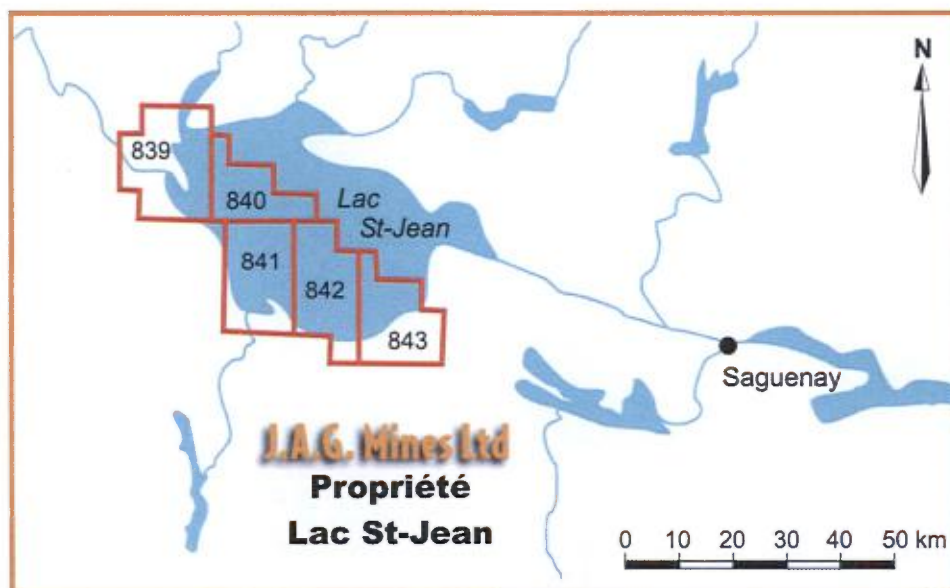 N
839
840
Lac
St-Jean
841
842
843
Saguenay
J.A.G. Mines Ltd
Propriété
Lac St-Jean
0 10 20 30 40 50 km